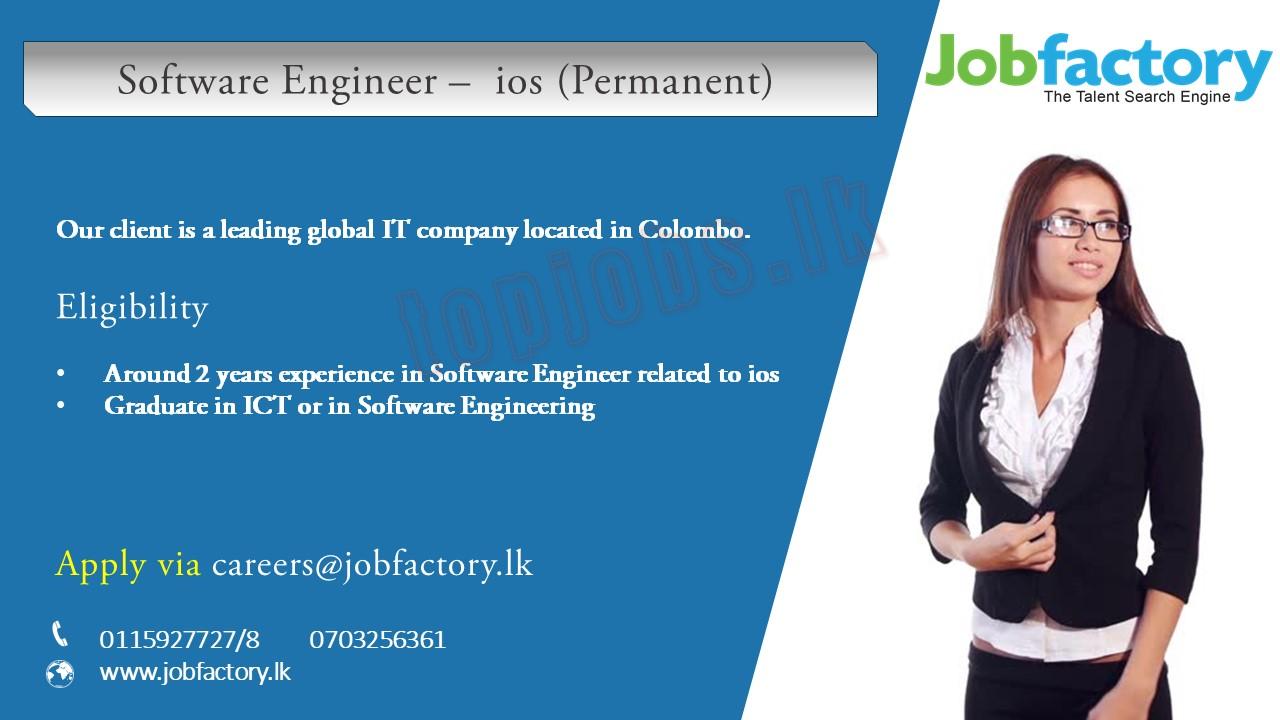 Software Engineer –  ios (Permanent)
Jobfactory
The Talent Search Engine
topjobs.lk
Our client is a leading global IT company located in Colombo.
Eligibility
• Around 2 years experience in Software Engineer related to ios
• Graduate in ICT or in Software Engineering
Apply via careers@jobfactory.lk
0115927727/8 0703256361
www.jobfactory.lk